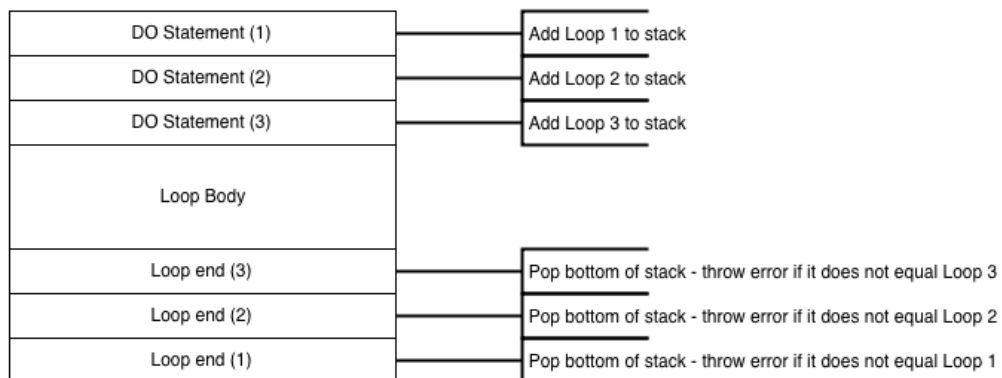 DO Statement (1)
Add Loop 1 to stack
DO Statement (2)
Add Loop 2 to stack
DO Statement (3)
Add Loop 3 to stack
Loop Body
Loop end (3)
Pop bottom of stack - throw error if it does not equal Loop 3
Loop end (2)
Pop bottom of stack - throw error if it does not equal Loop 2
Loop end (1)
Pop bottom of stack - throw error if it does not equal Loop 1